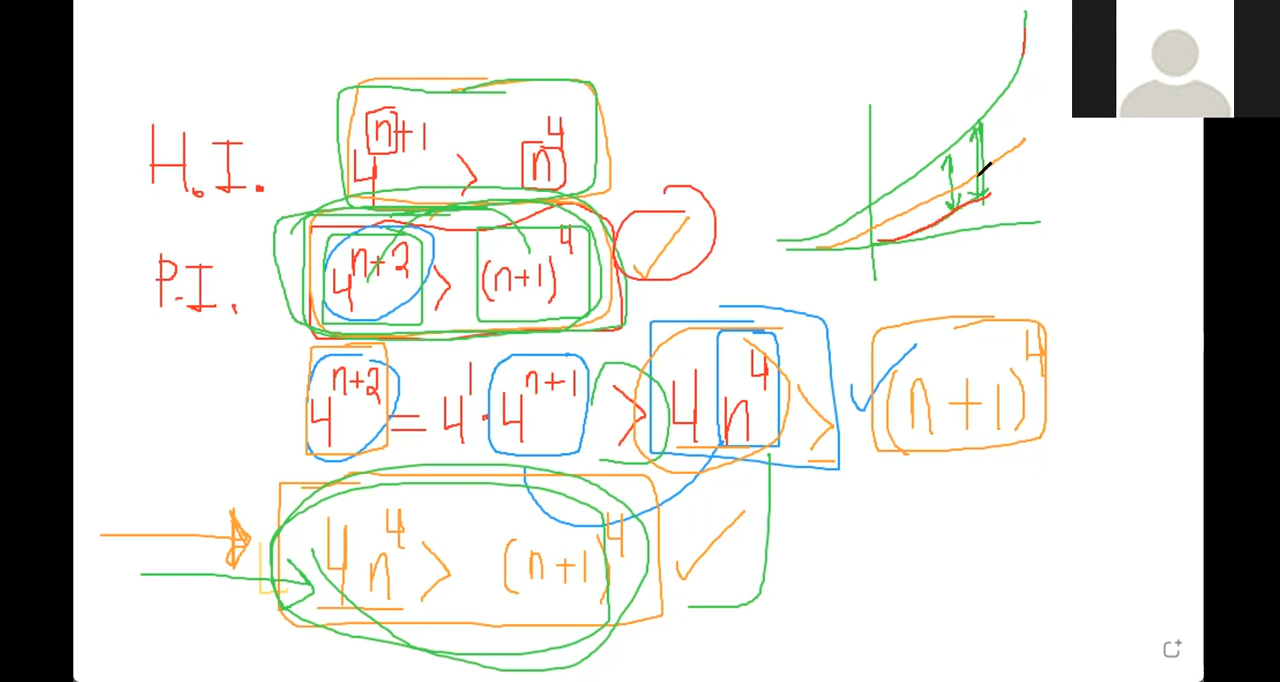 H.I. 4^{n+1} > n^4
P.I. 4^{n+2} > (n+1)^4
4^{n+2} = 4^1 · 4^{n+1} > 4n^4 > (n+1)^4
4n^4 > (n+1)^4